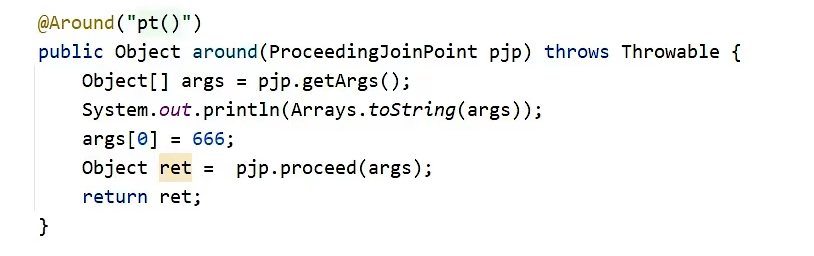 @Around("pt()")
public Object around(ProceedingJoinPoint pjp) throws Throwable {
    Object[] args = pjp.getArgs();
    System.out.println(Arrays.toString(args));
    args[0] = 666;
    Object ret =  pjp.proceed(args);
    return ret;
}